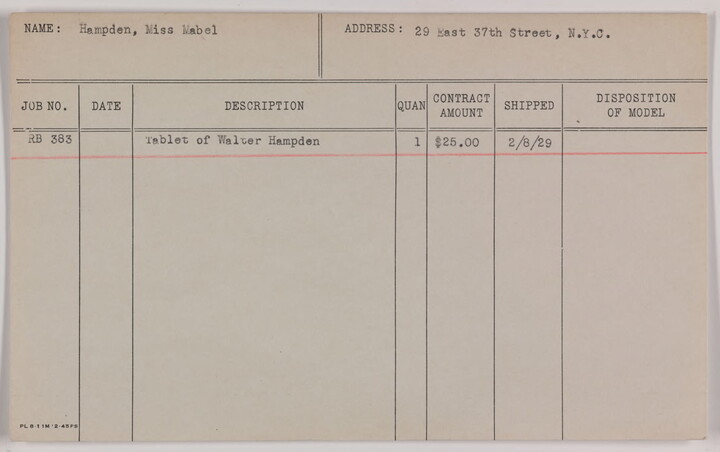 NAME: Hampden, Miss Mabel
ADDRESS: 29 East 37th Street, N.Y.C.
JOB NO. DATE DESCRIPTION QUAN CONTRACT AMOUNT SHIPPED DISPOSITION OF MODEL
RB 383 Tablet of Walter Hampden 1 $25.00 2/8/29